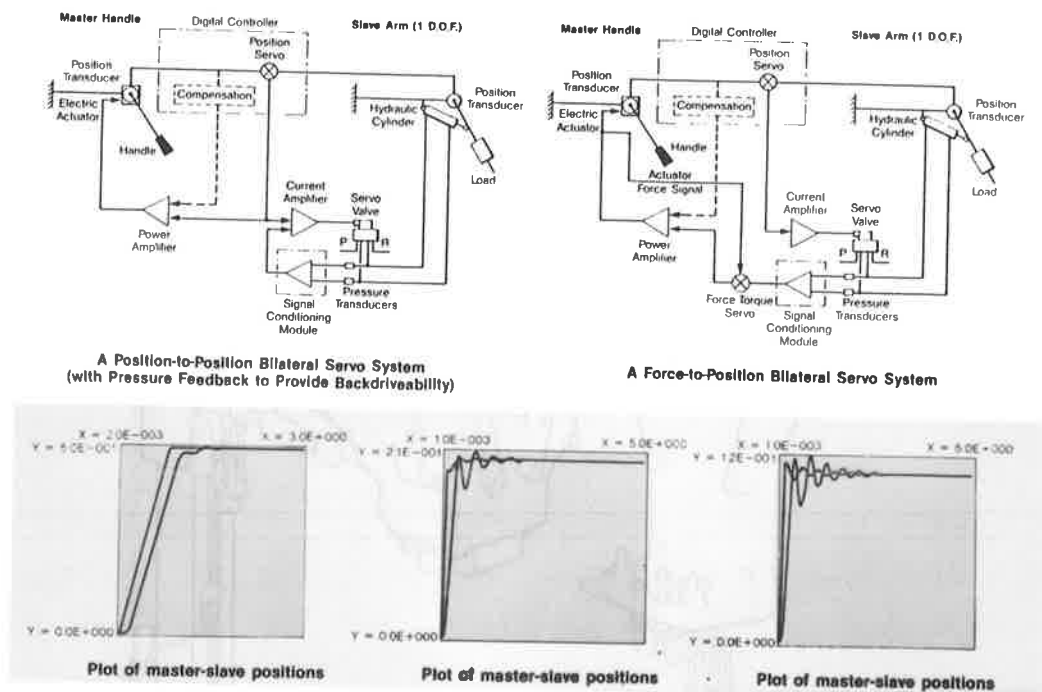 Master Handle
Digital Controller
Slave Arm (1 D.O.F.)
Position
Servo
Position
Transducer
Compensation
Electric
Actuator
Handle
Hydraulic
Cylinder
Position
Transducer
Load
Power
Amplifier
Current
Amplifier
Servo
Valve
P
R
Signal
Conditioning
Module
Pressure
Transducers
A Position-to-Position Bilateral Servo System
(with Pressure Feedback to Provide Backdriveability)
Master Handle
Digital Controller
Slave Arm (1 D.O.F.)
Position
Servo
Position
Transducer
Compensation
Electric
Actuator
Handle
Actuator
Force Signal
Hydraulic
Cylinder
Position
Transducer
Load
Power
Amplifier
Current
Amplifier
Servo
Valve
P
R
Force Torque
Servo
Signal
Conditioning
Module
Pressure
Transducers
A Force-to-Position Bilateral Servo System
X = 2.0E-003
X = 3.0E+000
Y = 6.0E-001
Y = 0.0E+000
Plot of master-slave positions
X = 1.0E-003
X = 5.0E+000
Y = 2.1E-001
Y = 0.0E+000
Plot of master-slave positions
X = 1.0E-003
X = 5.0E+000
Y = 1.2E-001
Y = 0.0E+000
Plot of master-slave positions